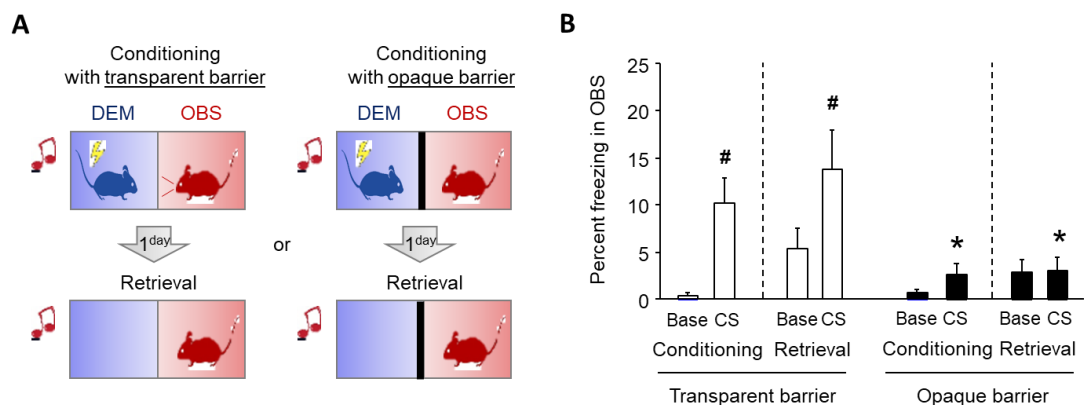 A
Conditioning
with transparent barrier
DEM OBS
1day
Retrieval
or
Conditioning
with opaque barrier
DEM OBS
1day
Retrieval
B
Percent freezing in OBS
25
20
15
10
5
0
# # * *
Base CS Base CS Base CS Base CS
Conditioning Retrieval Conditioning Retrieval
Transparent barrier Opaque barrier